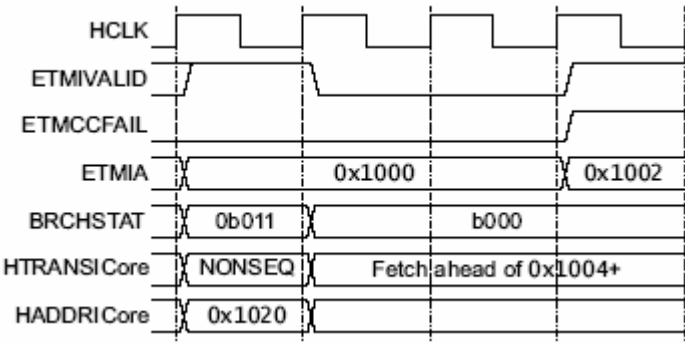 HCLK
ETMIVALID
ETMCCFAIL
ETMIA 0x1000 0x1002
BRCHSTAT 0b011 b000
HTRANSICore NONSEQ Fetch ahead of 0x1004+
HADDRICore 0x1020